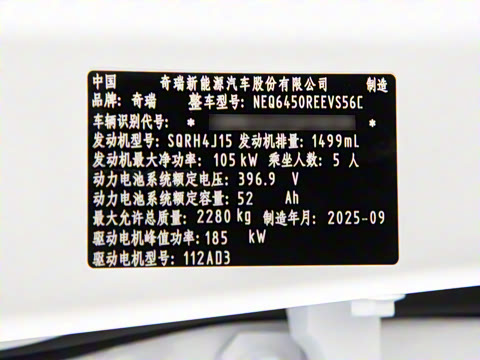 中国 奇瑞新能源汽车股份有限公司 制造
品牌: 奇瑞 整车型号: NEQ6450REEVS56C
车辆识别代号: * *
发动机型号: SQRH4J15 发动机排量: 1499mL
发动机最大净功率: 105kW 乘坐人数: 5人
动力电池系统额定电压: 396.9 V
动力电池系统额定容量: 52 Ah
最大允许总质量: 2280kg 制造年月: 2025-09
驱动电机峰值功率: 185 kW
驱动电机型号: 112AD3